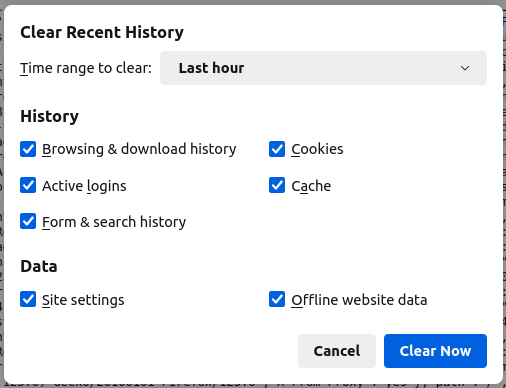 Clear Recent History
Time range to clear: Last hour
History
Browsing & download history Cookies
Active logins Cache
Form & search history
Data
Site settings Offline website data
Cancel Clear Now